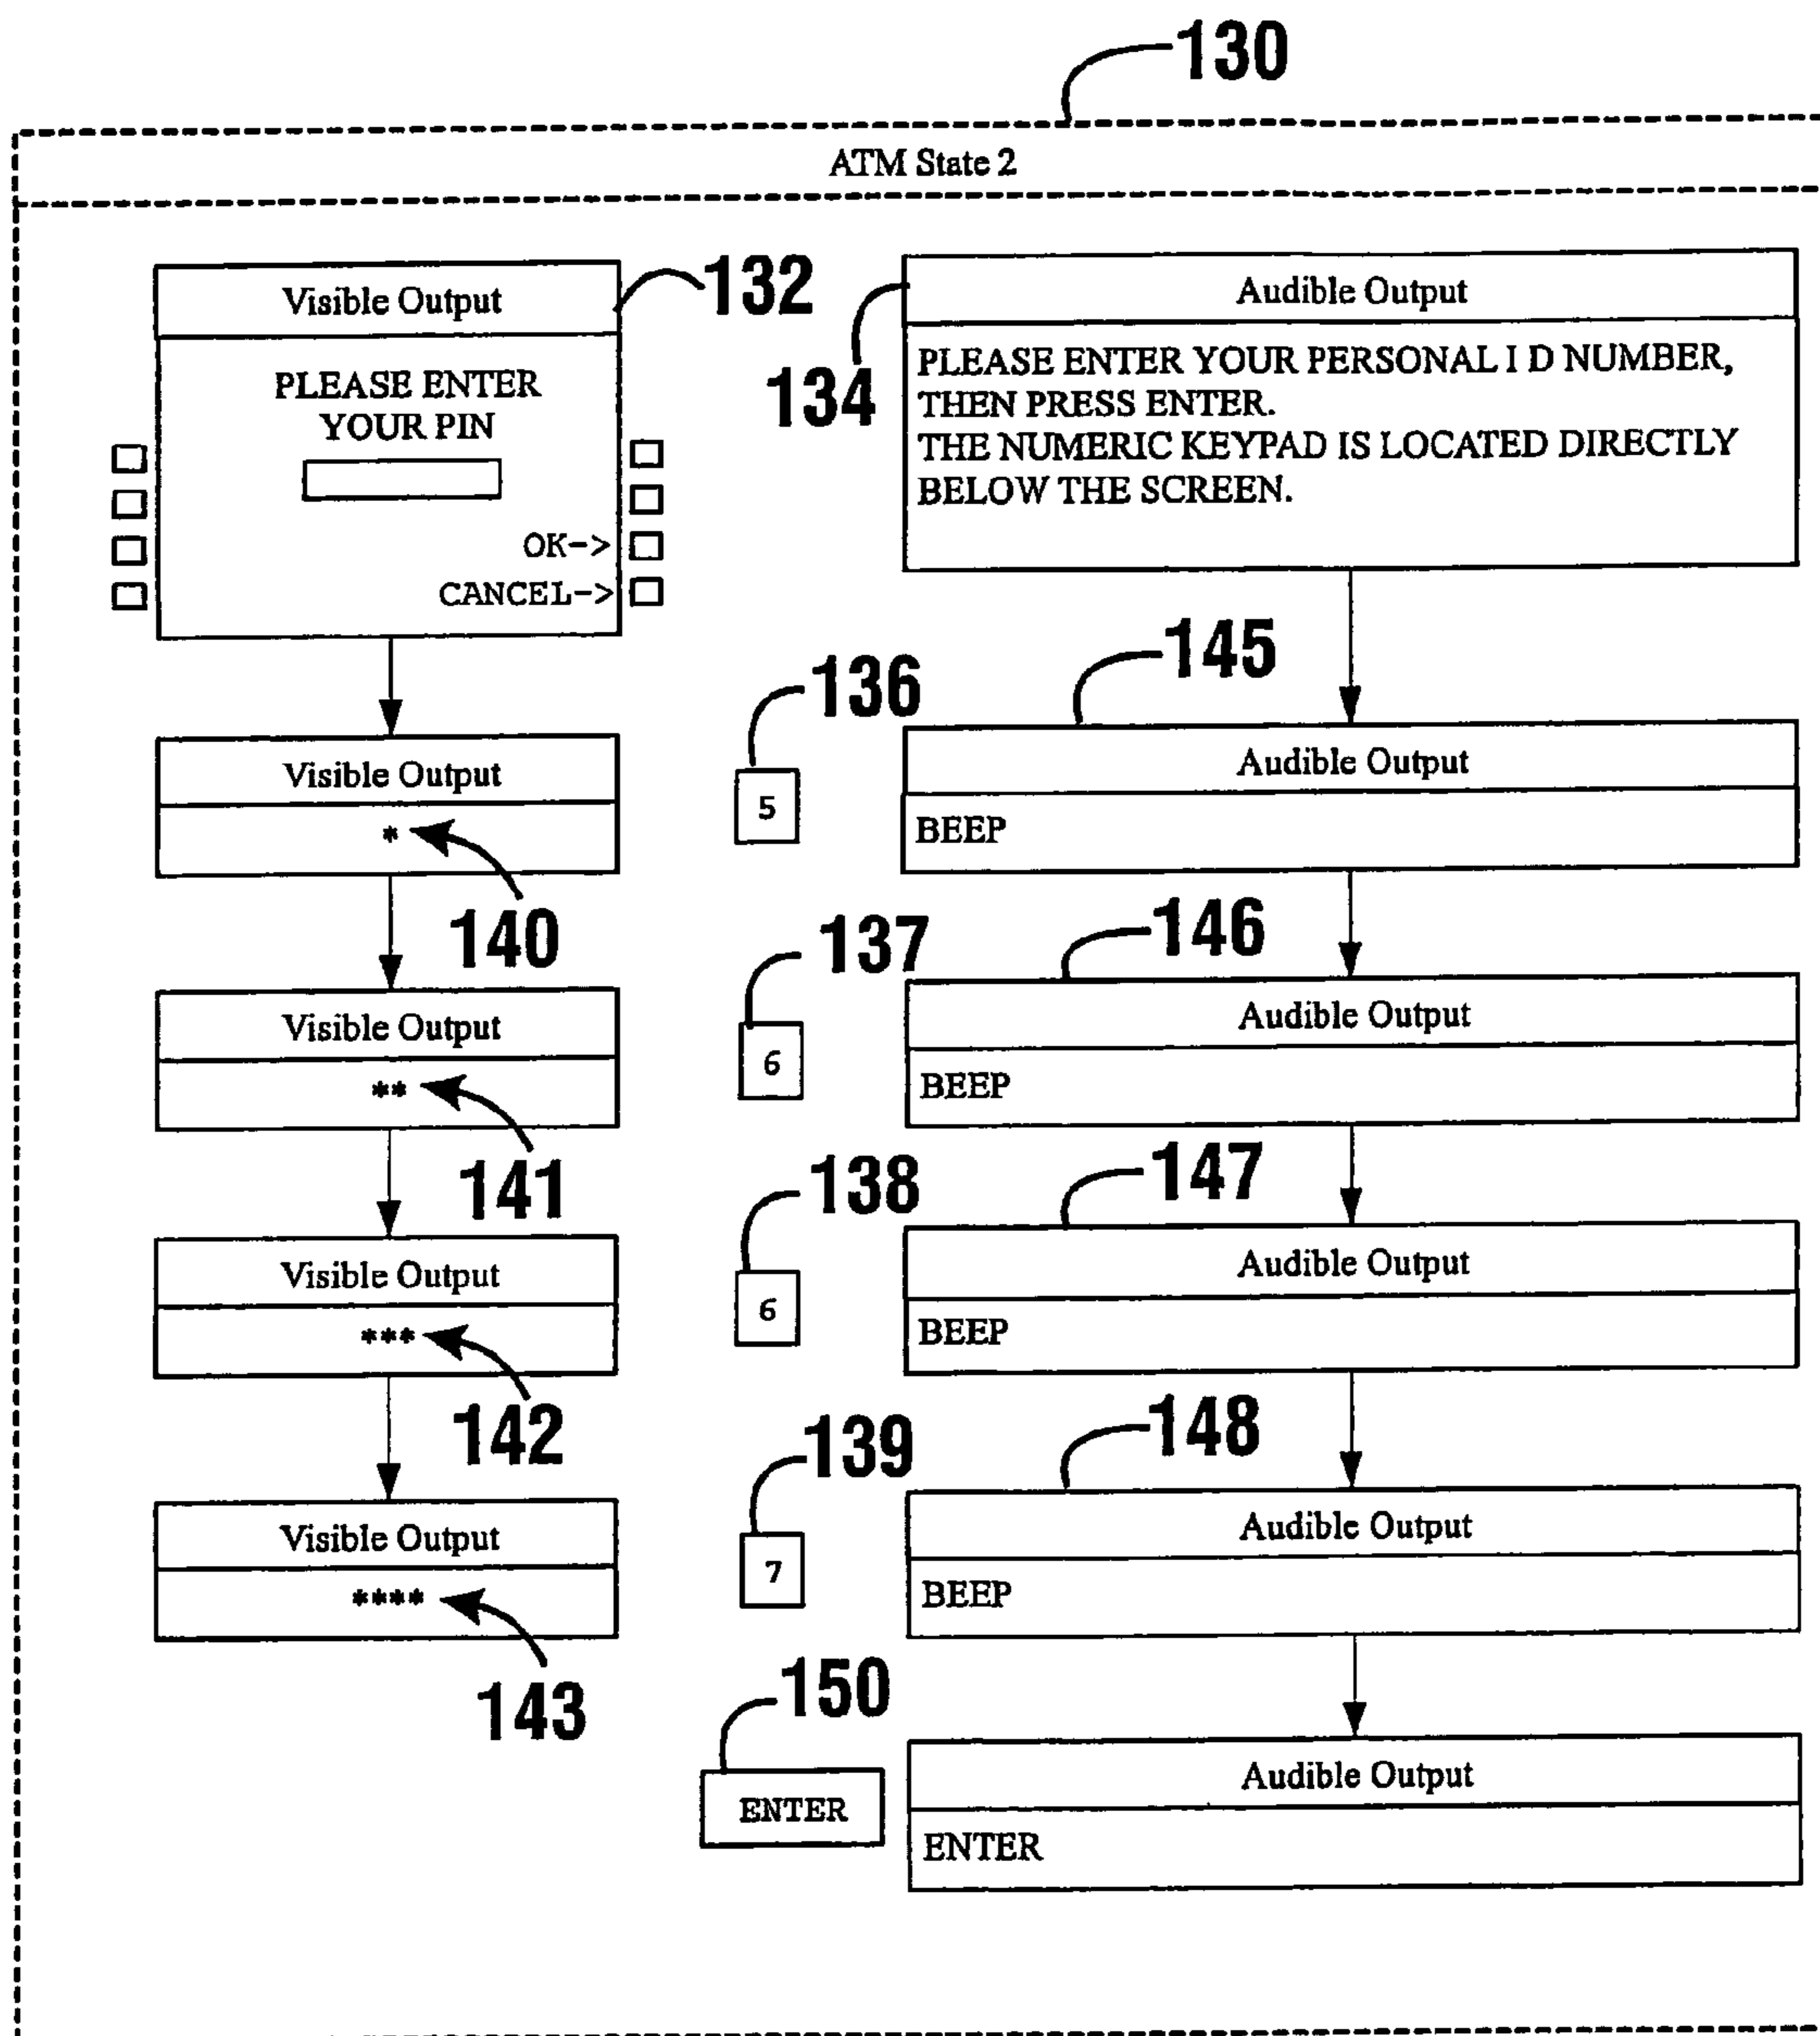 130
ATM State 2
Visible Output
132
PLEASE ENTER
YOUR PIN
OK->
CANCEL->
134
Audible Output
PLEASE ENTER YOUR PERSONAL I D NUMBER,
THEN PRESS ENTER.
THE NUMERIC KEYPAD IS LOCATED DIRECTLY
BELOW THE SCREEN.
Visible Output
*
140
136
5
145
Audible Output
BEEP
Visible Output
**
141
137
6
146
Audible Output
BEEP
Visible Output
***
142
138
6
147
Audible Output
BEEP
Visible Output
****
143
139
7
148
Audible Output
BEEP
150
ENTER
Audible Output
ENTER